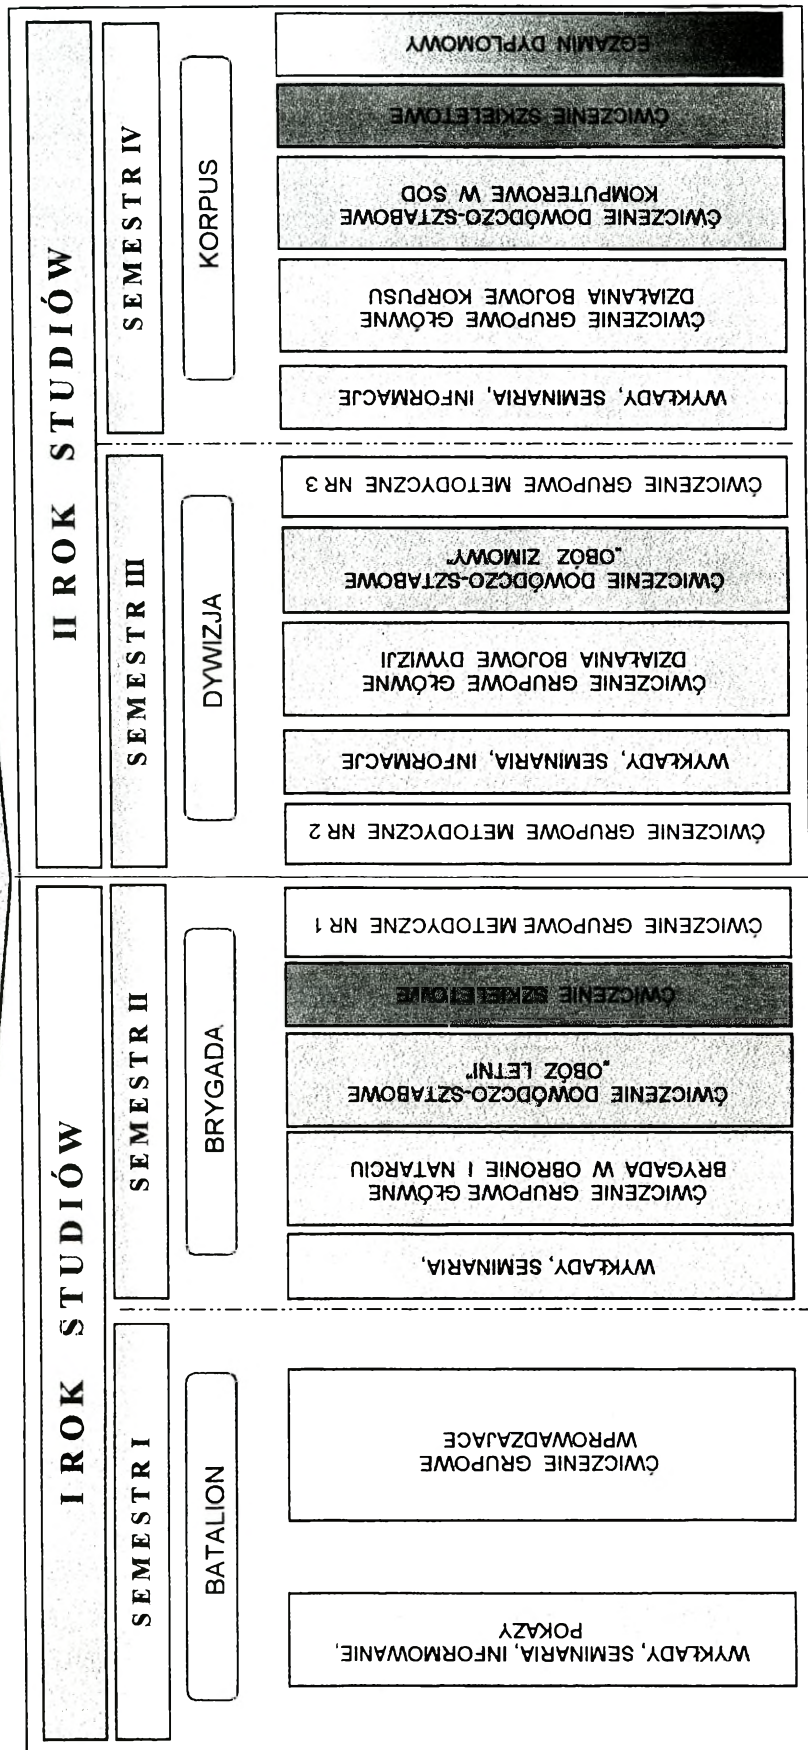 I ROK STUDIÓW
II ROK STUDIÓW
SEMESTR I
SEMESTR II
SEMESTR III
SEMESTR IV
BATALION
BRYGADA
DYWIZJA
KORPUS
WYKŁADY, SEMINARIA, INFORMOWANIE,
POKAZY
ĆWICZENIE GRUPOWE
WPROWADZAJACE
WYKŁADY, SEMINARIA,
ĆWICZENIE GRUPOWE GŁÓWNE
BRYGADA W OBRONIE I NATARCIU
ĆWICZENIE DOWÓDCZO-SZTABOWE
„OBÓZ LETNI”
ĆWICZENIE SZKIELETOWE
ĆWICZENIE GRUPOWE METODYCZNE NR 1
ĆWICZENIE GRUPOWE METODYCZNE NR 2
WYKŁADY, SEMINARIA, INFORMACJE
ĆWICZENIE GRUPOWE GŁÓWNE
DZIAŁANIA BOJOWE DYWIZJI
ĆWICZENIE DOWÓDCZO-SZTABOWE
„OBÓZ ZIMOWY”
ĆWICZENIE GRUPOWE METODYCZNE NR 3
WYKŁADY, SEMINARIA, INFORMACJE
ĆWICZENIE GRUPOWE GŁÓWNE
DZIAŁANIA BOJOWE KORPUSU
ĆWICZENIE DOWÓDCZO-SZTABOWE
KOMPUTEROWE W SOD
ĆWICZENIE SZKIELETOWE
EGZAMIN DYPLOMOWY